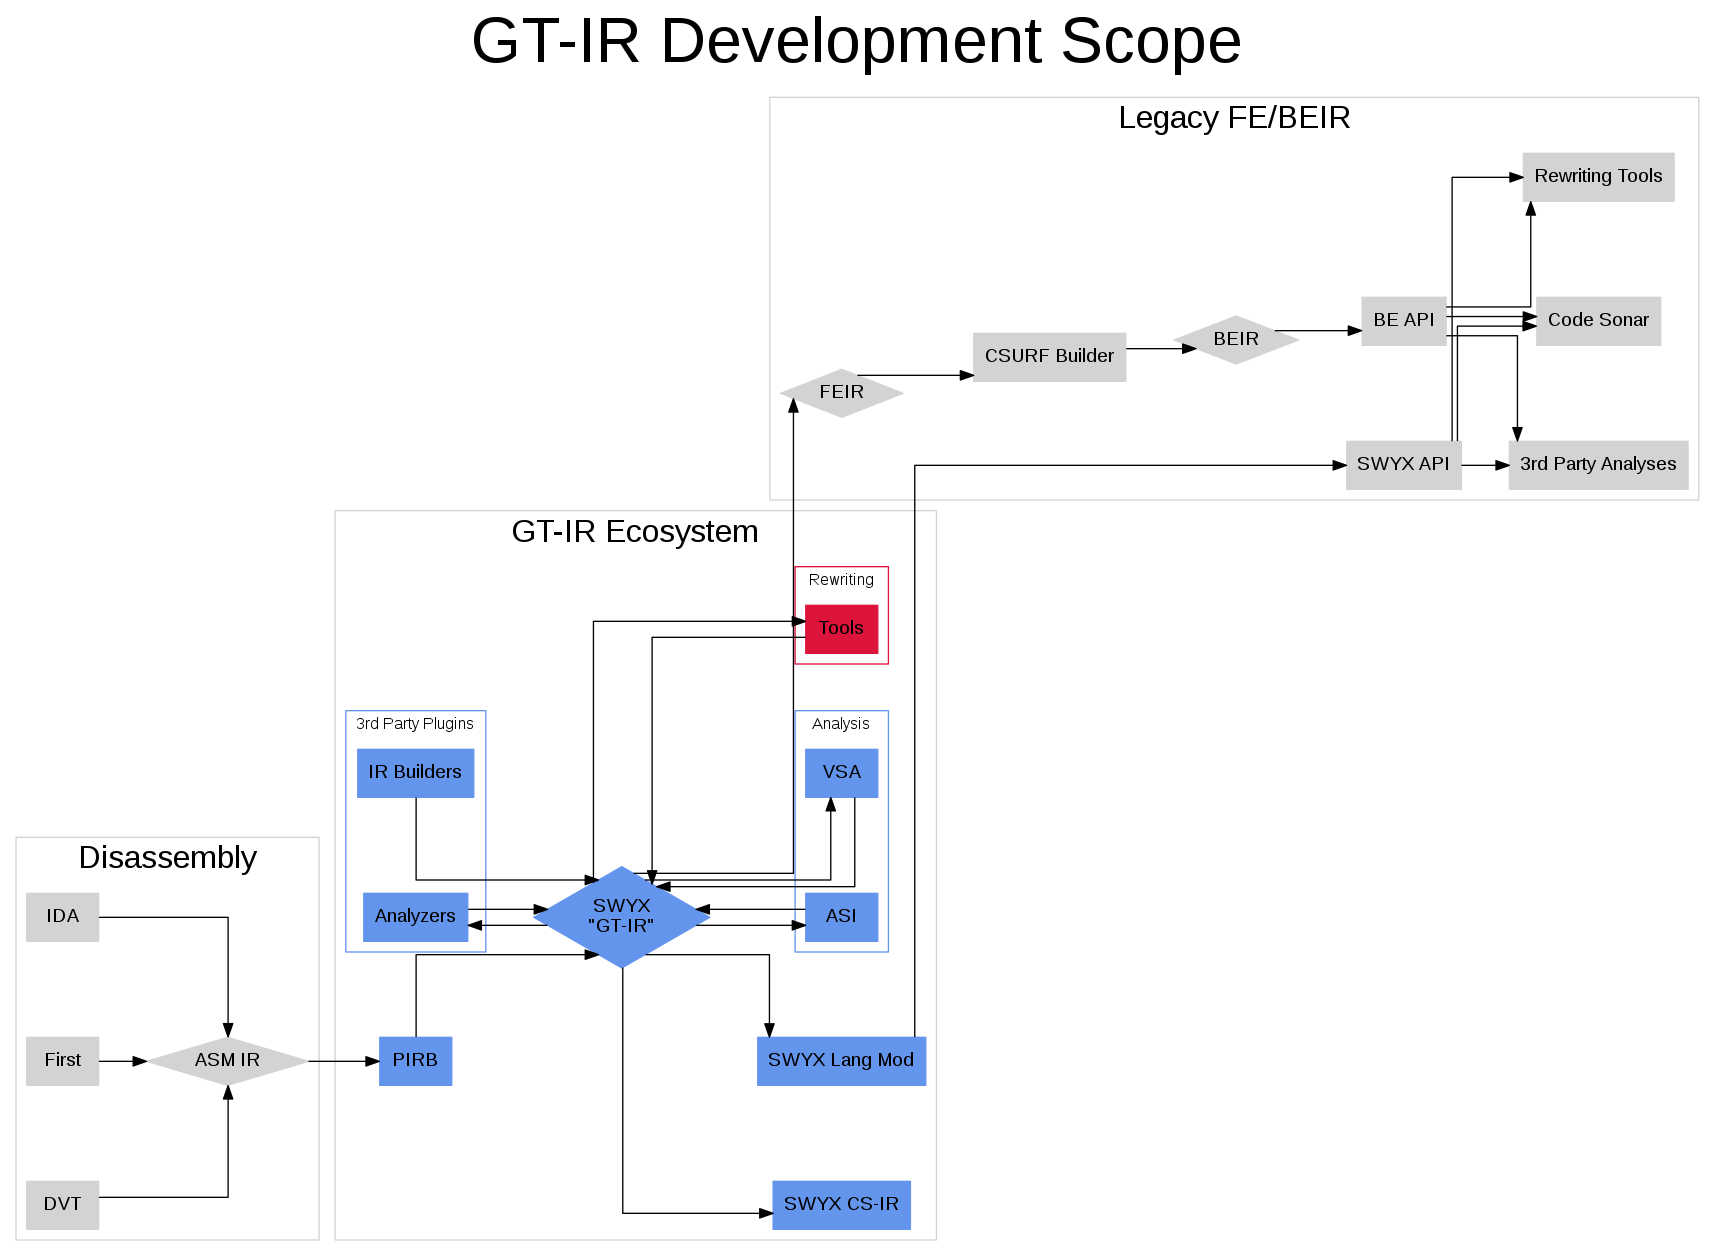 GT-IR Development Scope
Legacy FE/BEIR
Rewriting Tools
BE API
Code Sonar
BEIR
CSURF Builder
FEIR
SWYX API
3rd Party Analyses
GT-IR Ecosystem
Rewriting
Tools
3rd Party Plugins
Analysis
IR Builders
VSA
Analyzers
SWYX
"GT-IR"
ASI
PIRB
SWYX Lang Mod
SWYX CS-IR
Disassembly
IDA
First
ASM IR
DVT